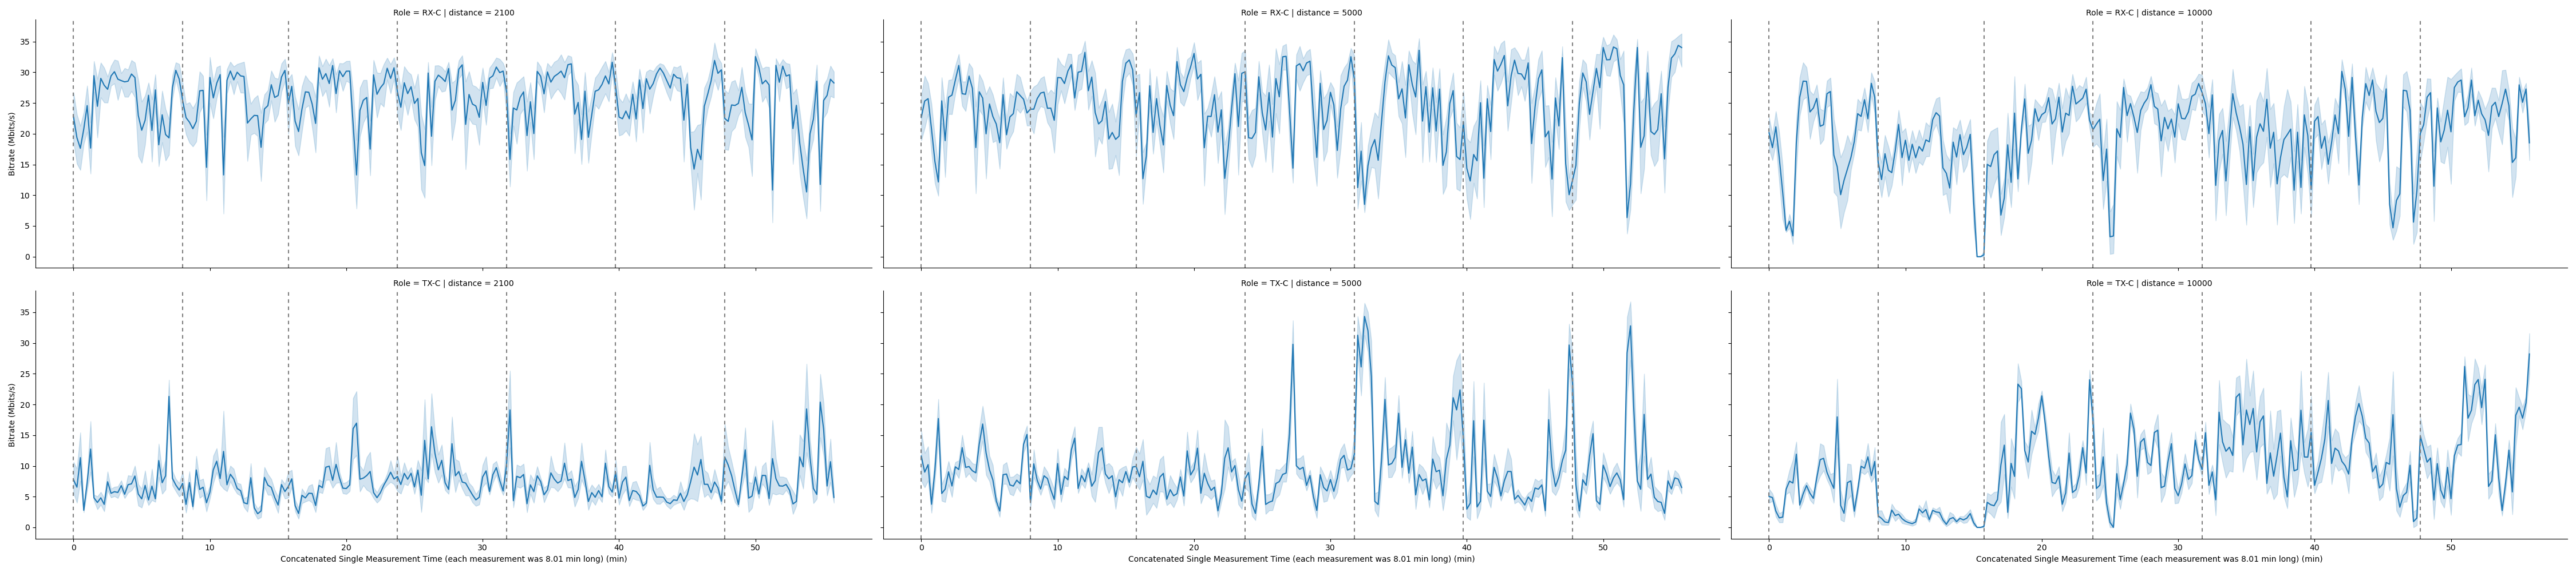 Role = RX-C | distance = 2100
Role = RX-C | distance = 5000
Role = RX-C | distance = 10000
Bitrate (Mbits/s)
35
30
25
20
15
10
5
0
Role = TX-C | distance = 2100
Role = TX-C | distance = 5000
Role = TX-C | distance = 10000
Bitrate (Mbits/s)
35
30
25
20
15
10
5
0
0 10 20 30 40 50
0 10 20 30 40 50
0 10 20 30 40 50
Concatenated Single Measurement Time (each measurement was 8.01 min long) (min)
Concatenated Single Measurement Time (each measurement was 8.01 min long) (min)
Concatenated Single Measurement Time (each measurement was 8.01 min long) (min)